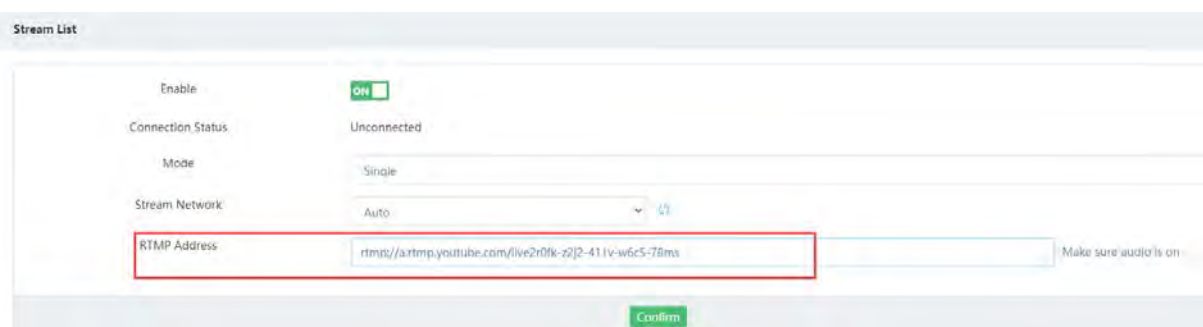 Stream List
Enable ON
Connection Status Unconnected
Mode Single
Stream Network Auto
RTMP Address rtmp://a.rtmp.youtube.com/live2r0fk-z2j2-411v-w6c5-78ms Make sure audio is on
Confirm